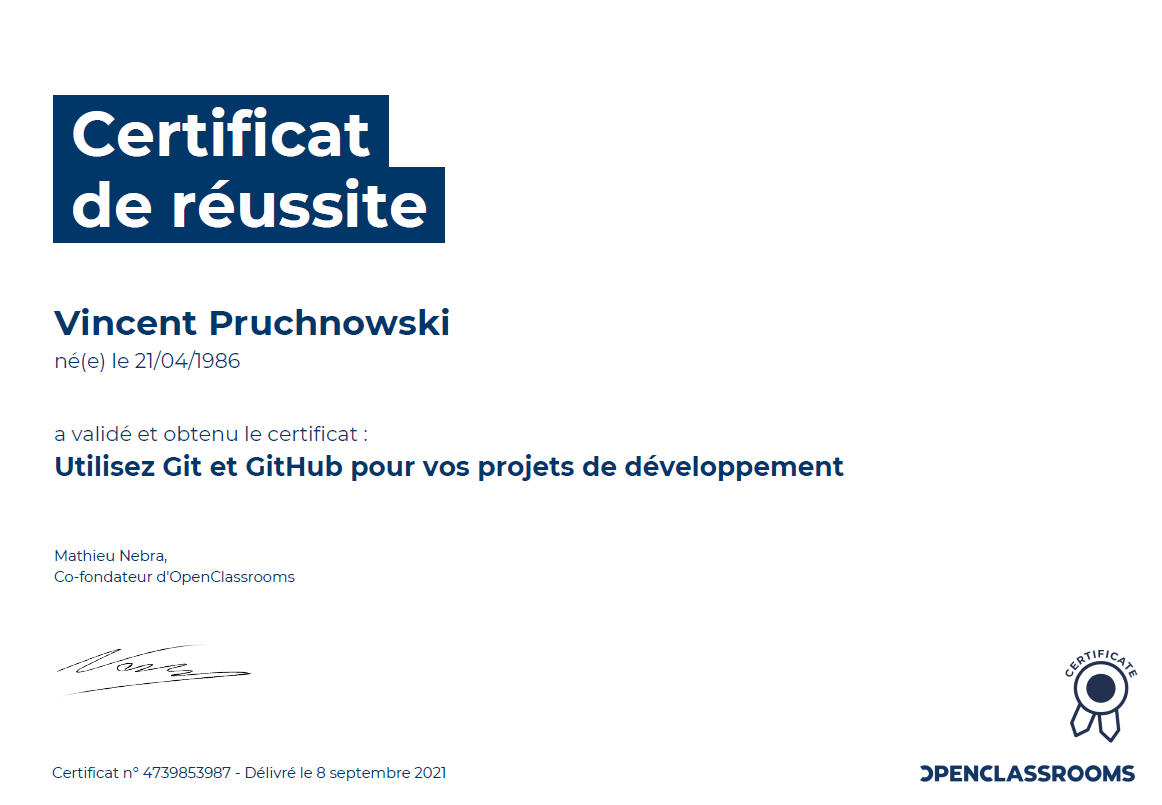 Certificat
de réussite
Vincent Pruchnowski
né(e) le 21/04/1986
a validé et obtenu le certificat :
Utilisez Git et GitHub pour vos projets de développement
Mathieu Nebra,
Co-fondateur d'OpenClassrooms
CERTIFICATE
Certificat n° 4739853987 - Délivré le 8 septembre 2021
OPENCLASSROOMS